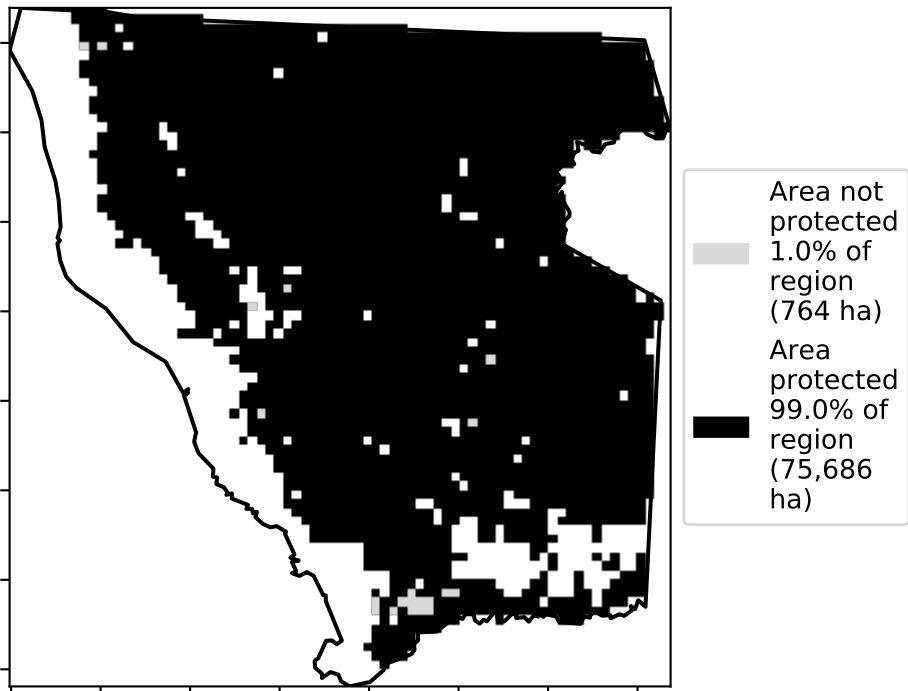 Area not
protected
1.0% of
region
(764 ha)
Area
protected
99.0% of
region
(75,686
ha)